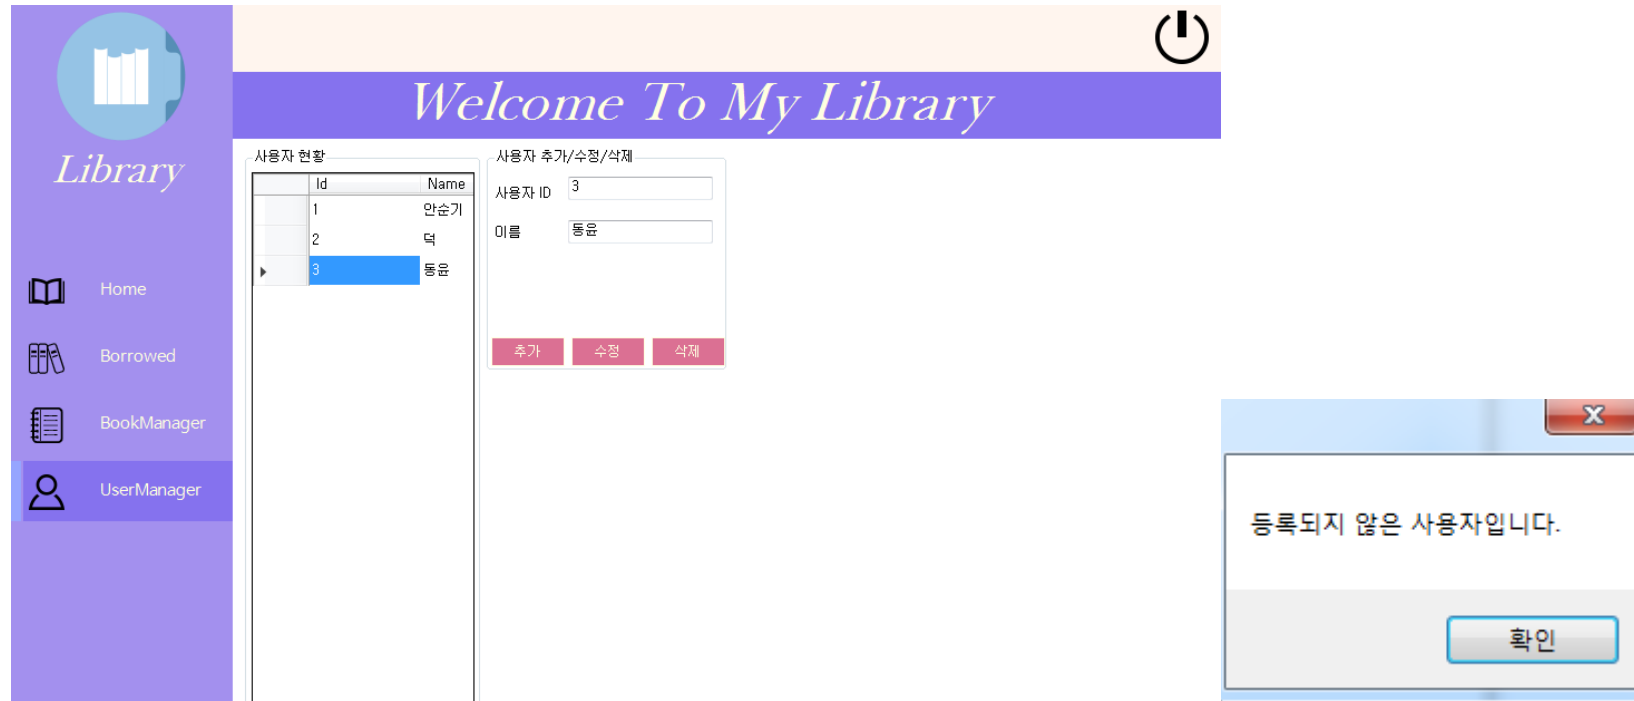 Library
Home
Borrowed
BookManager
UserManager
Welcome To My Library
사용자 현황
Id Name
1 안순기
2 덕
3 동윤
사용자 추가/수정/삭제
사용자 ID 3
이름 동윤
추가 수정 삭제
등록되지 않은 사용자입니다.
확인